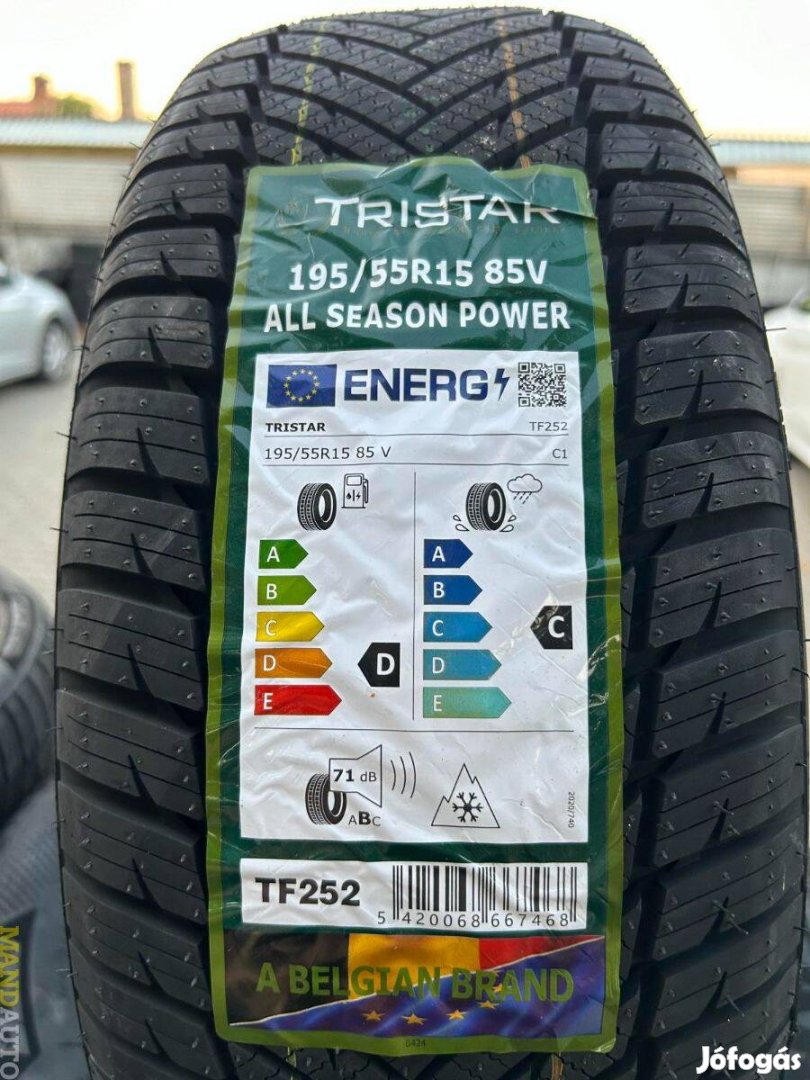 TRISTAR
195/55R15 85V
ALL SEASON POWER
ENERG
TRISTAR TF252
195/55R15 85 V C1
A A
B B
C C C
D D D
E E
71 dB
ABC
2020/740
TF252
5 420068 667468
A BELGIAN BRAND
0424
MANDAUTO
Jófogás